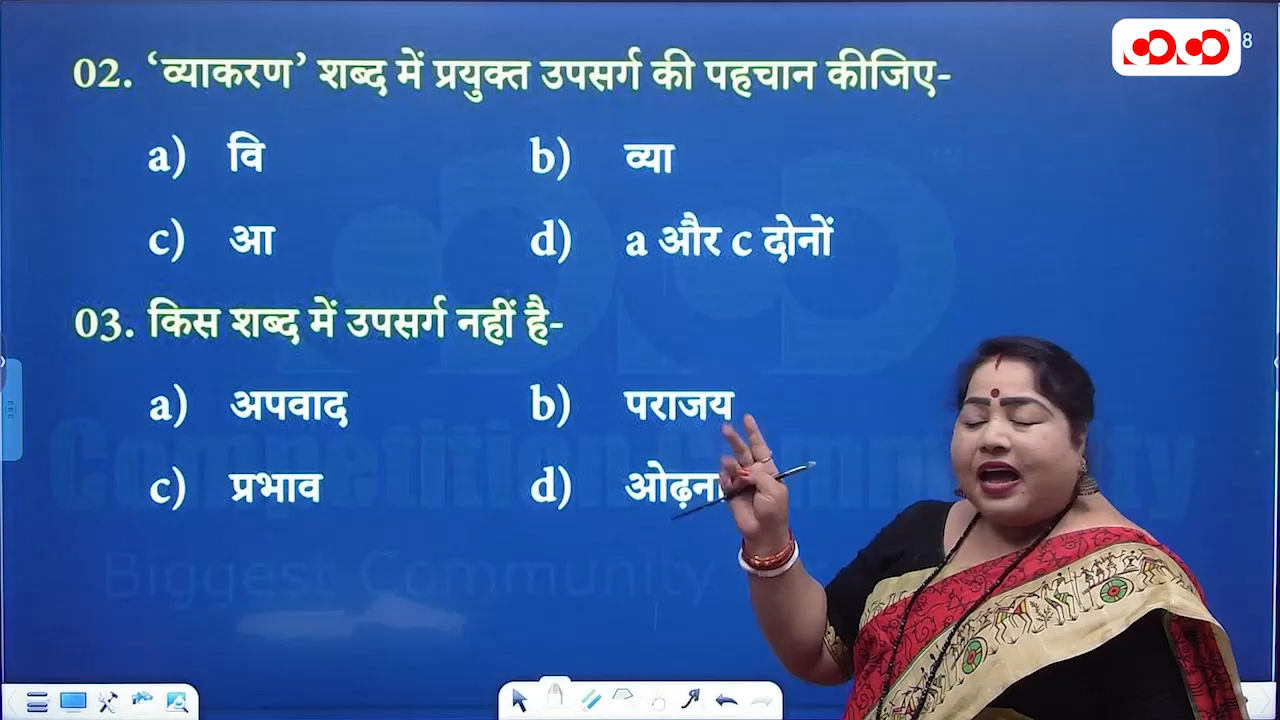 8
02. ‘व्याकरण’ शब्द में प्रयुक्त उपसर्ग की पहचान कीजिए-
a) वि b) व्या
c) आ d) a और c दोनों
03. किस शब्द में उपसर्ग नहीं है-
a) अपवाद b) पराजय
c) प्रभाव d) ओढ़ना
Competition Community
Biggest Community